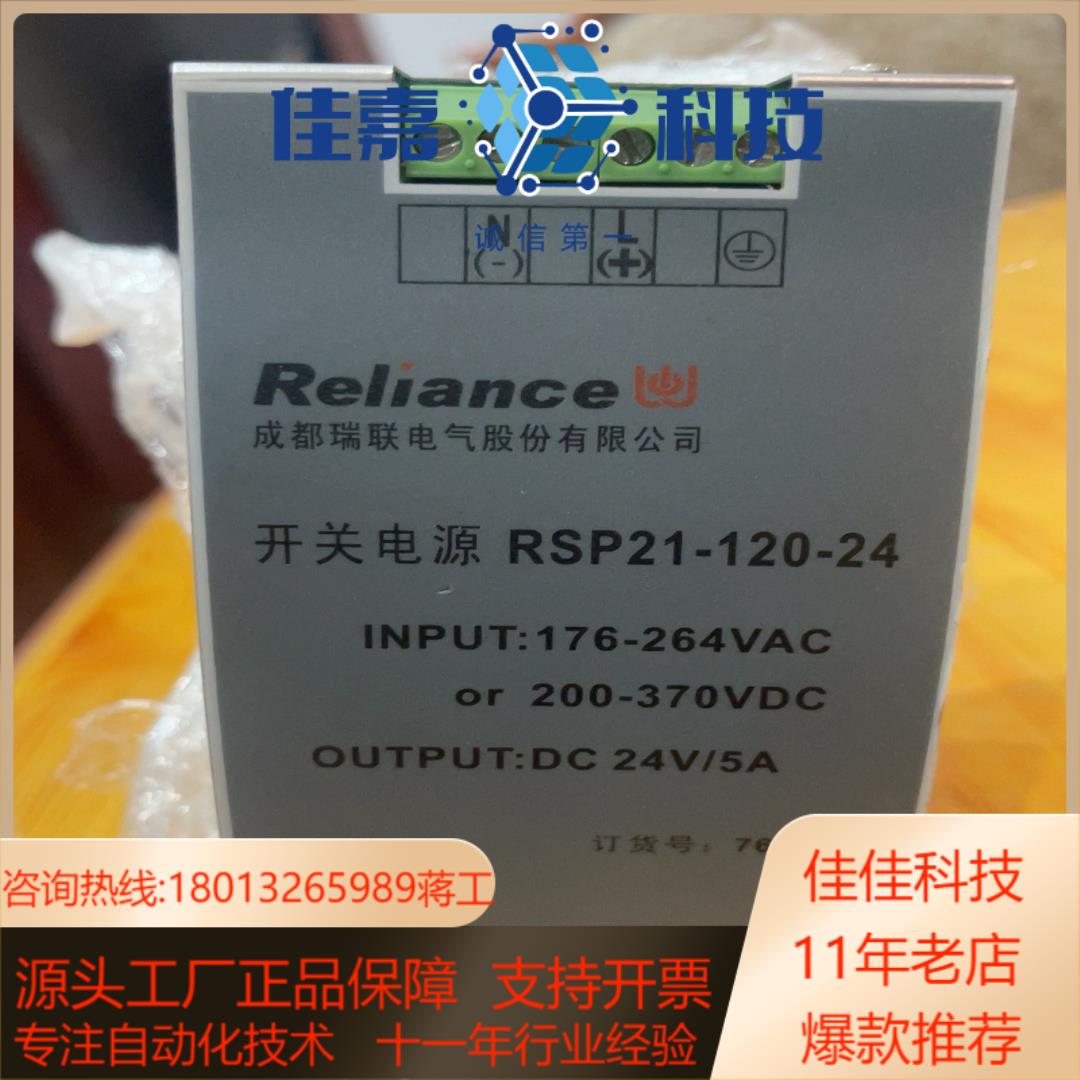 佳嘉科技
诚信第一
N L
(-) (+)
Reliance
成都瑞联电气股份有限公司
开关电源 RSP21-120-24
INPUT:176-264VAC
or 200-370VDC
OUTPUT:DC 24V/5A
订货号：76
咨询热线:18013265989蒋工
佳佳科技
11年老店
爆款推荐
源头工厂正品保障 支持开票
专注自动化技术 十一年行业经验